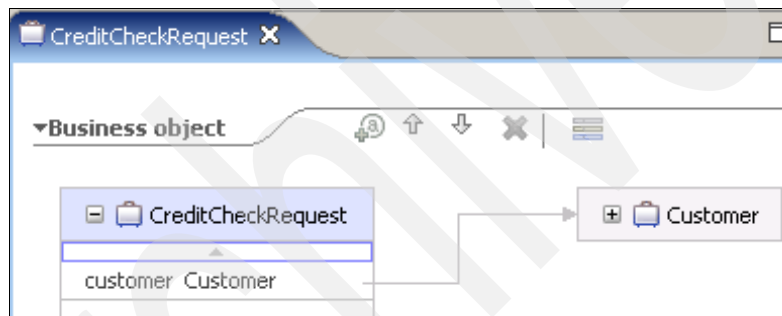 CreditCheckRequest
Business object
CreditCheckRequest
Customer
customer Customer